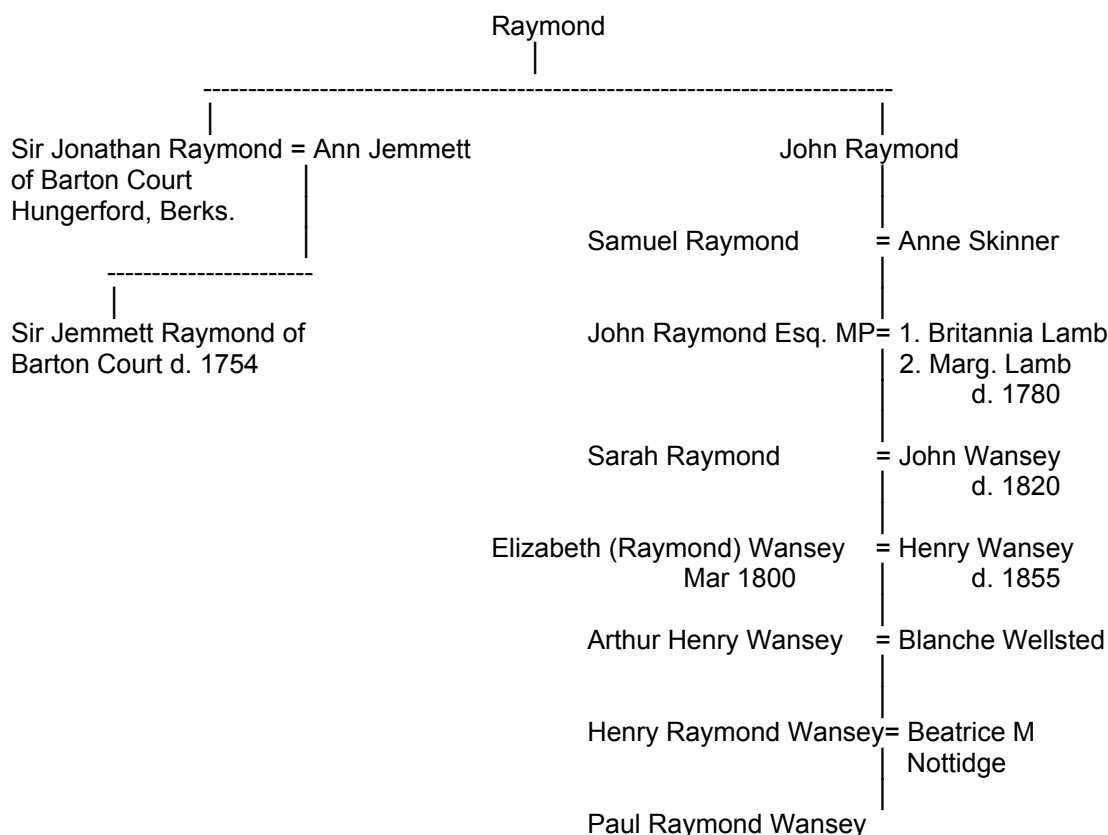 Raymond
Sir Jonathan Raymond = Ann Jemmett
John Raymond
of Barton Court
Hungerford, Berks.
Samuel Raymond = Anne Skinner
Sir Jemmett Raymond of
John Raymond Esq. MP= 1. Britannia Lamb
Barton Court d. 1754
2. Marg. Lamb
d. 1780
Sarah Raymond = John Wansey
d. 1820
Elizabeth (Raymond) Wansey = Henry Wansey
Mar 1800 d. 1855
Arthur Henry Wansey = Blanche Wellsted
Henry Raymond Wansey= Beatrice M
Nottidge
Paul Raymond Wansey